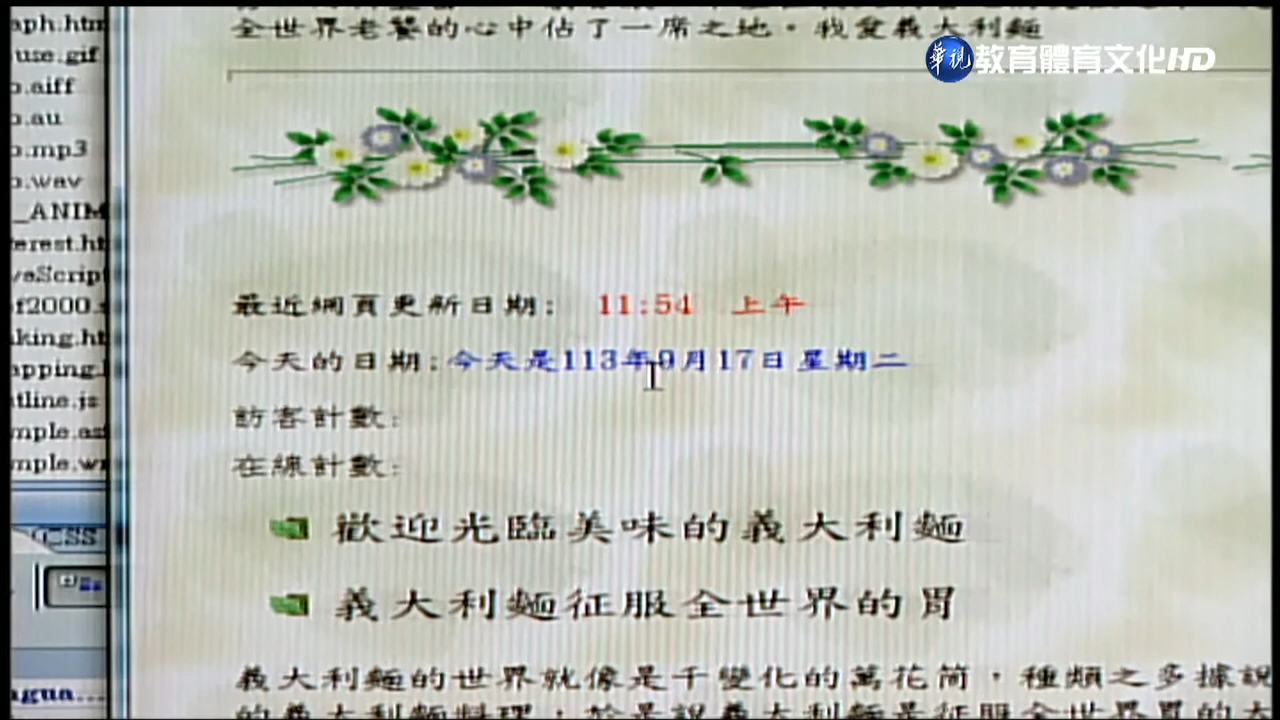 全世界老饕的心中佔了一席之地。我愛義大利麵
華視 教育體育文化HD
use.gif
.aiff
.au
.mp3
.wav
_ANIM
erest.ht
aking.ht
apping.
tline.js
mple.as
mple.w
最近網頁更新日期: 11:54 上午
今天的日期:今天是113年9月17日星期二
訪客計數:
在線計數:
歡迎光臨美味的義大利麵
義大利麵征服全世界的胃
CSS
義大利麵的世界就像是千變化的萬花筒，種類之多據說
agua...